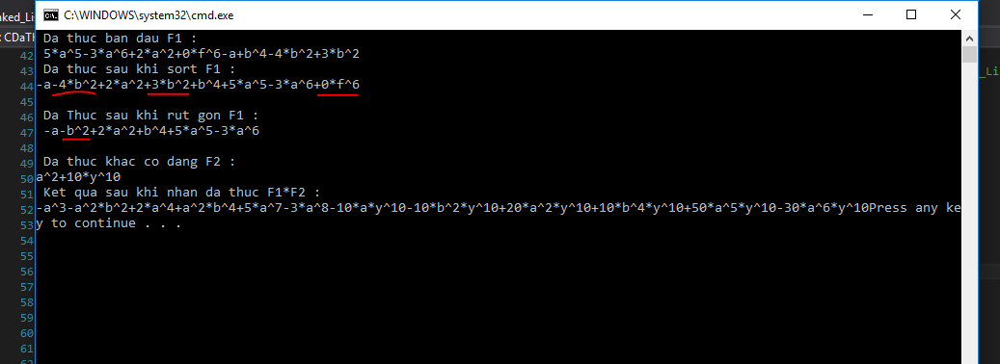 nked_Li
C:\WINDOWS\system32\cmd.exe
CDaTh
Da thuc ban dau F1 :
42
5*a^5-3*a^6+2*a^2+0*f^6-a+b^4-4*b^2+3*b^2
43
Da thuc sau khi sort F1 :
_Li
44
-a-4*b^2+2*a^2+3*b^2+b^4+5*a^5-3*a^6+0*f^6
45
46
Da Thuc sau khi rut gon F1 :
47
-a-b^2+2*a^2+b^4+5*a^5-3*a^6
48
49
Da thuc khac co dang F2 :
50
a^2+10*y^10
51
Ket qua sau khi nhan da thuc F1*F2 :
52
-a^3-a^2*b^2+2*a^4+a^2*b^4+5*a^7-3*a^8-10*a*y^10-10*b^2*y^10+20*a^2*y^10+10*b^4*y^10+50*a^5*y^10-30*a^6*y^10Press any ke
53
y to continue . . .
54
55
56
57
58
59
60
61
62